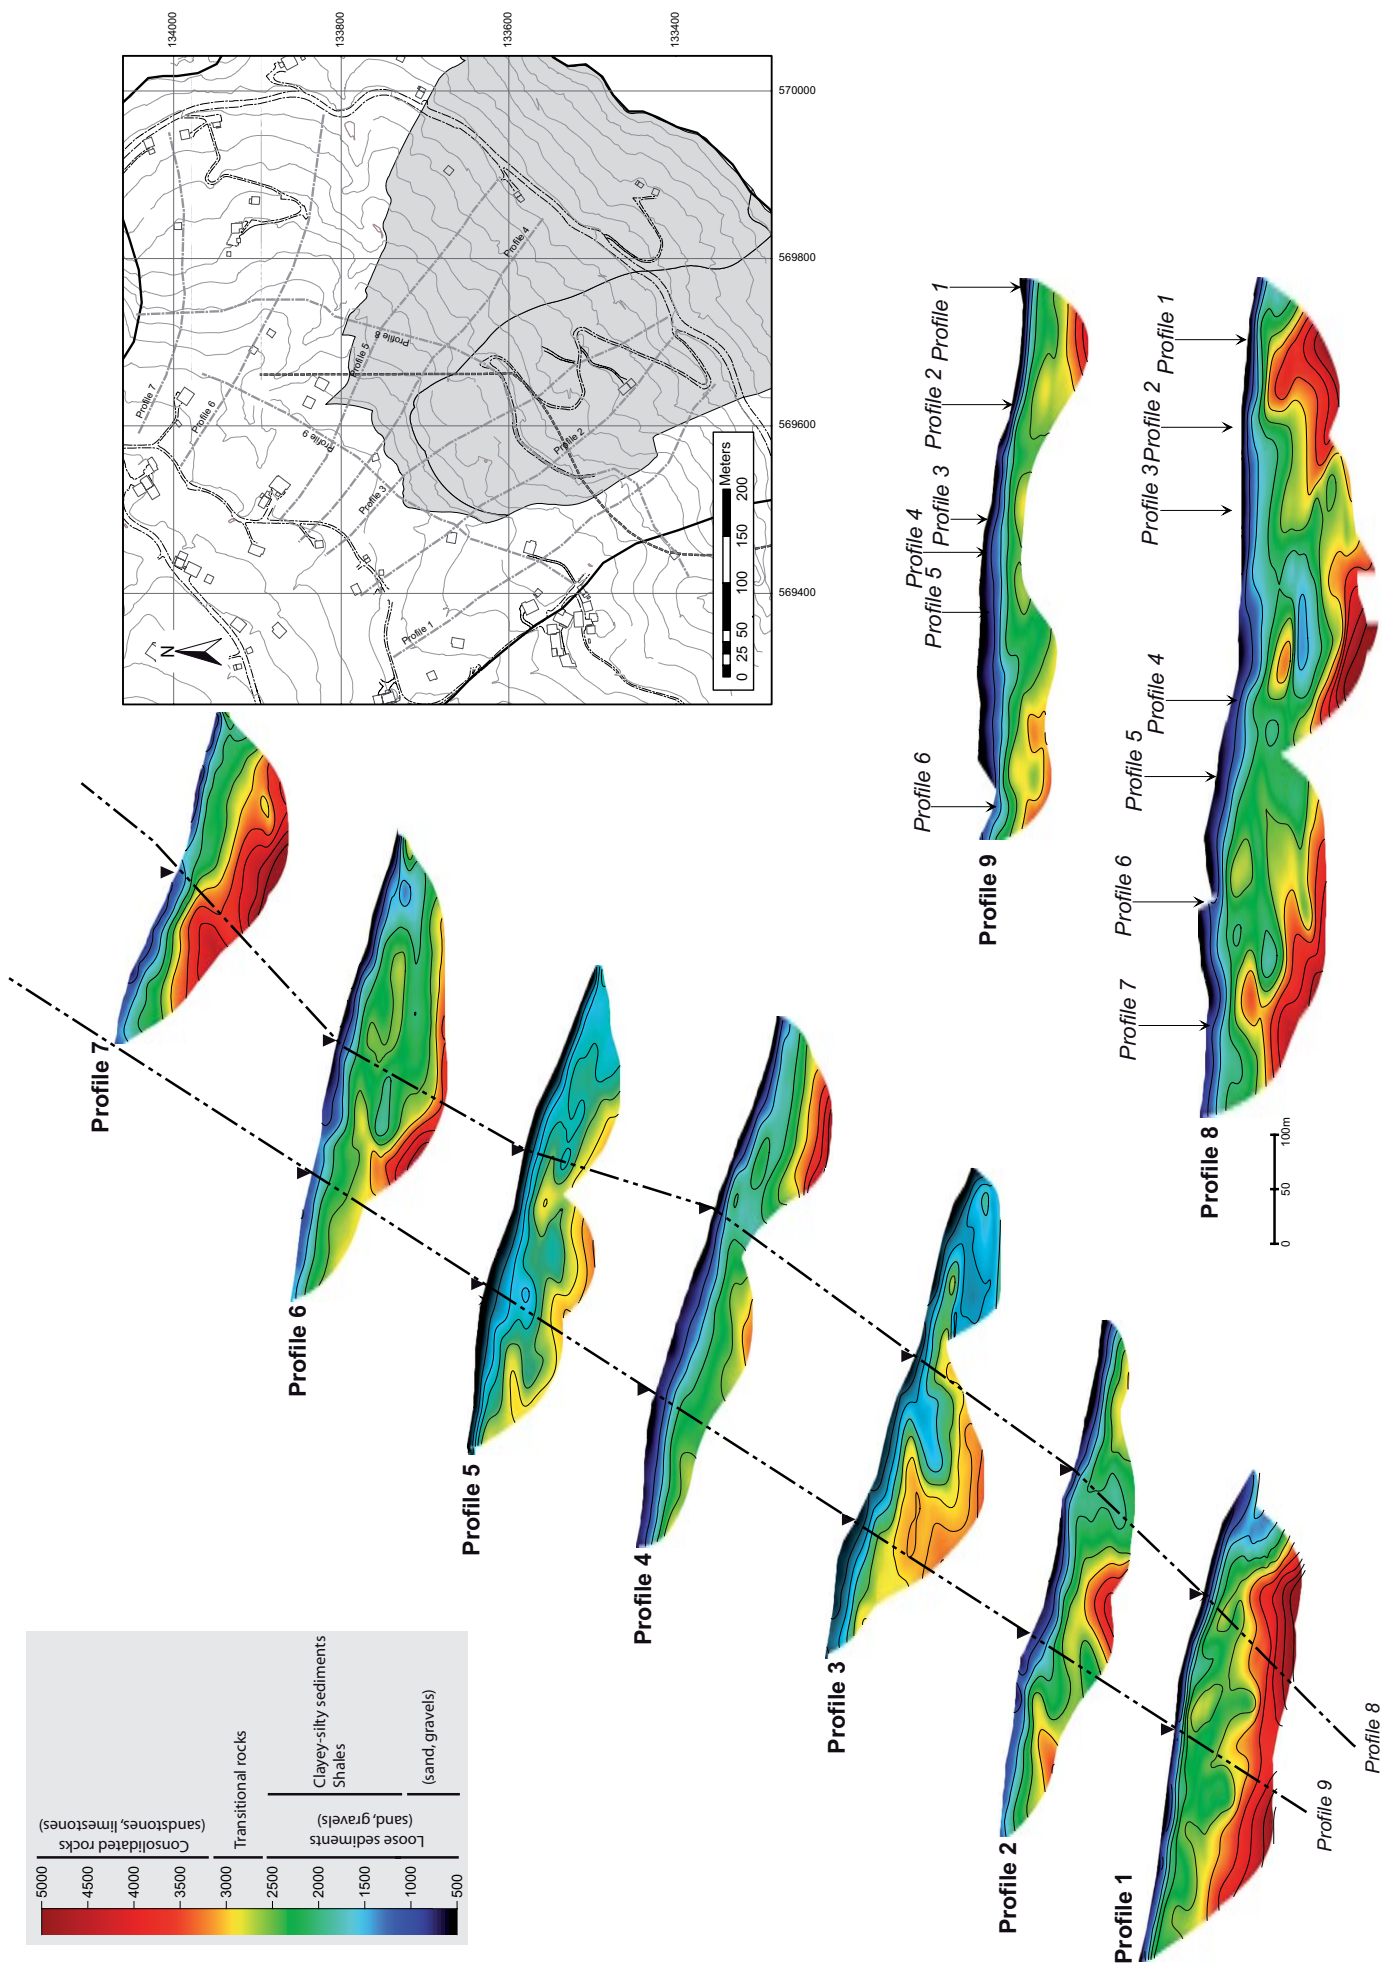 134000
133800
133600
133400
570000
569800
569600
569400
N
Profile 7
Profile 6
Profile 5
Profile 8
Profile 9
Profile 4
Profile 3
Profile 2
Profile 1
0 25 50 100 150 200
Meters
Profile 7
Profile 6
Profile 5
Profile 4
Profile 3
Profile 2
Profile 1
Profile 9
Profile 8
Profile 9
Profile 6
Profile 5
Profile 4
Profile 3
Profile 2
Profile 1
Profile 8
Profile 7
Profile 6
Profile 5
Profile 4
Profile 3
Profile 2
Profile 1
0 50 100m
5000
4500
4000
3500
3000
2500
2000
1500
1000
500
Consolidated rocks
(sandstones, limestones)
Transitional rocks
Loose sediments
(sand, gravels)
Clayey-silty sediments
Shales
(sand, gravels)